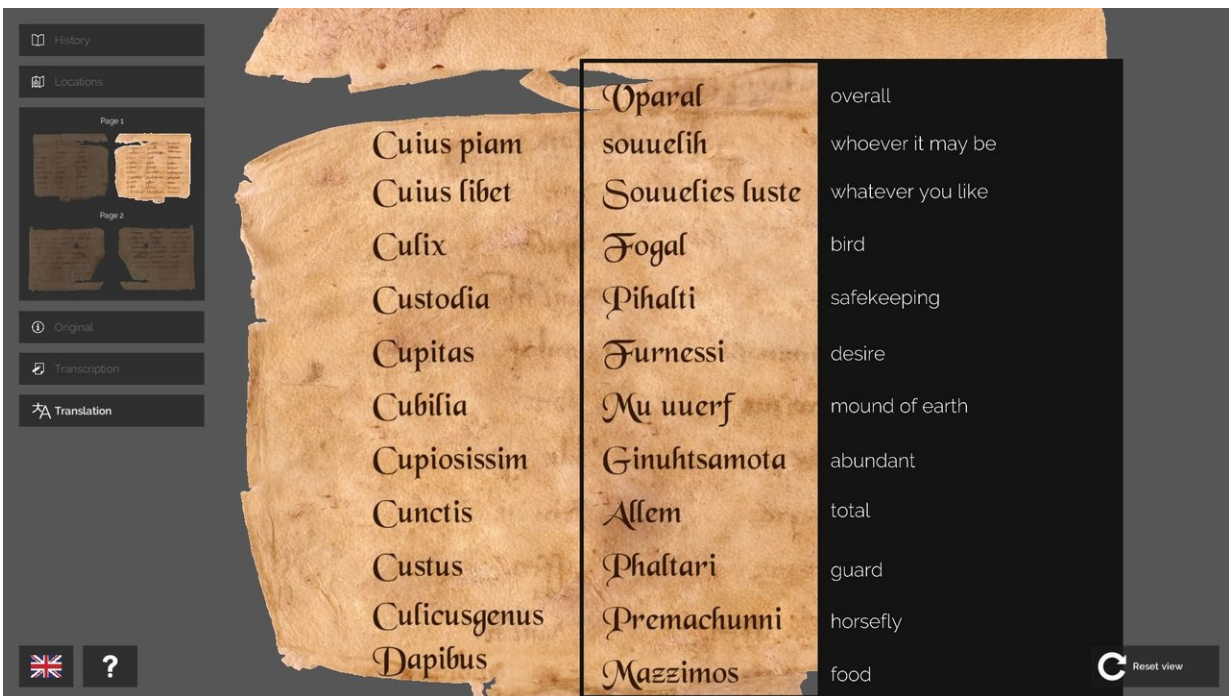 History
Locations
Page 1
Page 2
Original
Transcription
Translation
Uparal overall
Cuius piam souuelih whoever it may be
Cuius libet Souuelies luste whatever you like
Culix Fogal bird
Custodia Pihalti safekeeping
Cupitas Furnessi desire
Cubilia Mu uuerf mound of earth
Cupiosissim Ginuhtsamota abundant
Cunctis Allem total
Custus Phaltari guard
Culicusgenus Premachunni horsefly
Dapibus Mazzimos food
?
Reset view